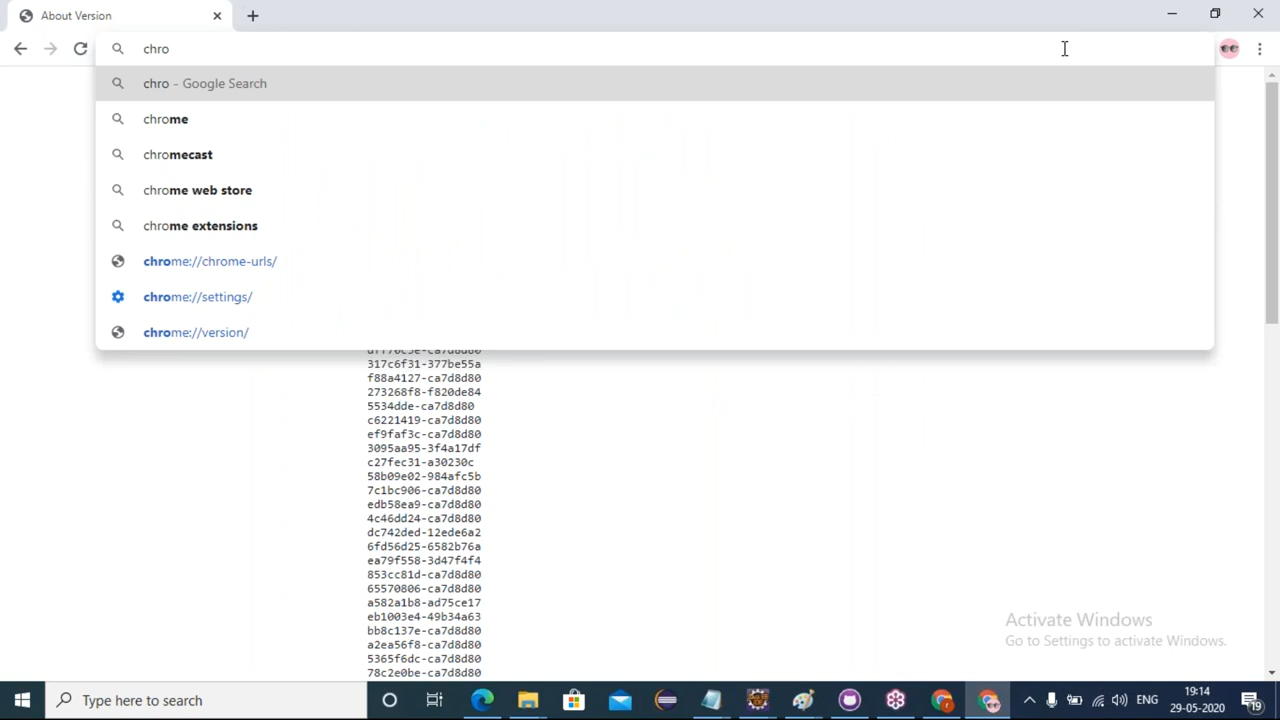 About Version
chro
chro - Google Search
chrome
chromecast
chrome web store
chrome extensions
chrome://chrome-urls/
chrome://settings/
chrome://version/
317c6f31-377be55a
f88a4127-ca7d8d80
273268f8-f820de84
5534dde-ca7d8d80
c6221419-ca7d8d80
ef9faf3c-ca7d8d80
3095aa95-3f4a17df
c27fec31-a30230c
58b09e02-984afc5b
7c1bc906-ca7d8d80
edb58ea9-ca7d8d80
4c46dd24-ca7d8d80
dc742ded-12ede6a2
6fd56d25-6582b76a
ea79f558-3d47f4f4
853cc81d-ca7d8d80
65570806-ca7d8d80
a582a1b8-ad75ce17
eb1003e4-49b34a63
bb8c137e-ca7d8d80
a2ea56f8-ca7d8d80
5365f6dc-ca7d8d80
78c2e0be-ca7d8d80
Activate Windows
Go to Settings to activate Windows.
Type here to search
ENG
19:14
29-05-2020
19